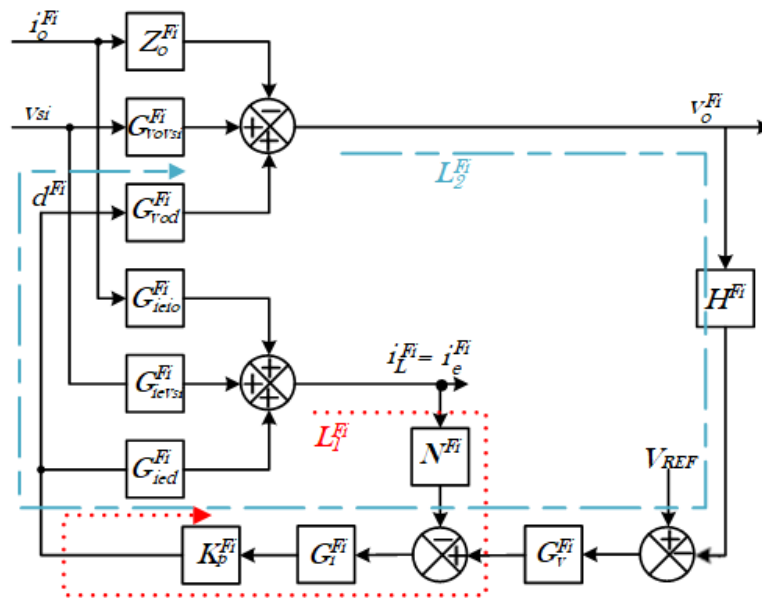 i_o^Fi
Z_o^Fi
v_si
G_vovsi^Fi
v_o^Fi
d^Fi
L_2^Fi
G_vod^Fi
G_ieio^Fi
H^Fi
i_L^Fi = i_e^Fi
G_ievsi^Fi
L_1^Fi
G_ied^Fi
N^Fi
V_REF
K_p^Fi
G_i^Fi
G_v^Fi